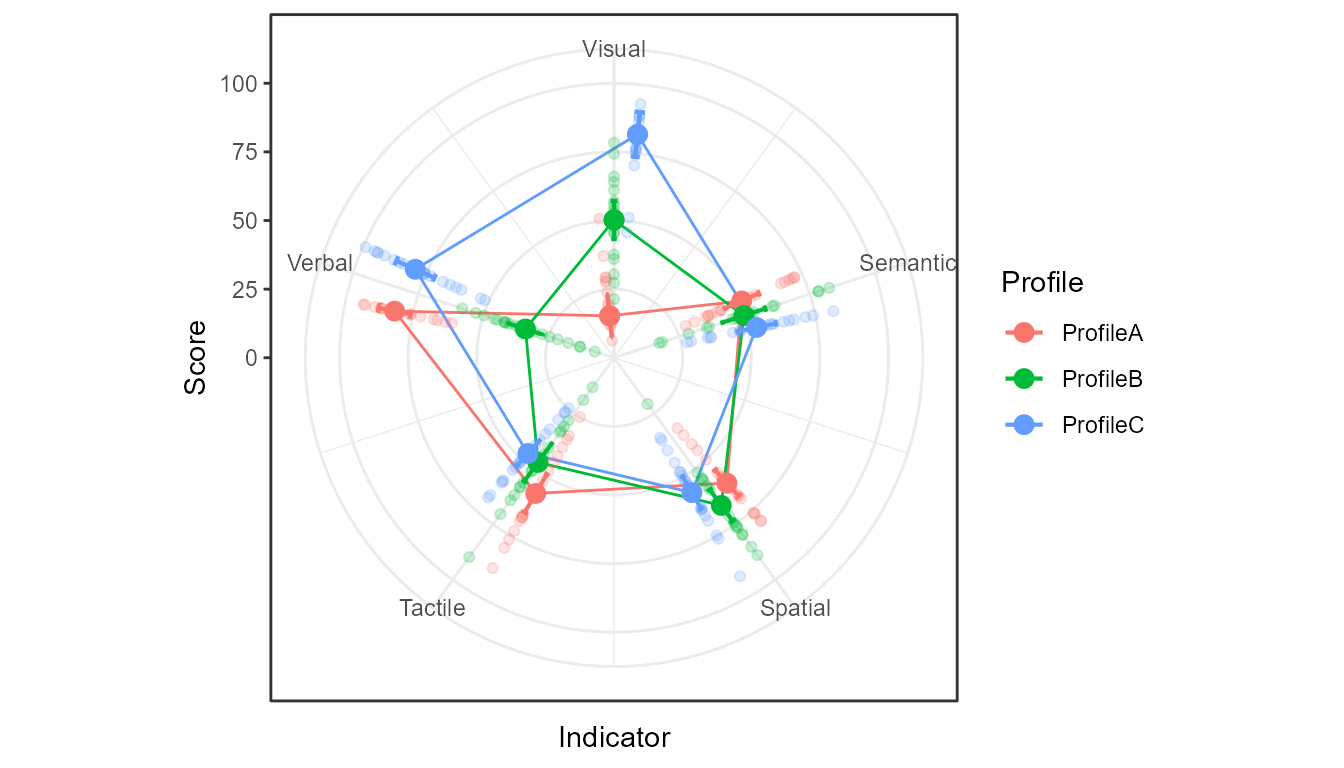 Visual
100
75
50
25
0
Score
Verbal
Semantic
Tactile
Spatial
Indicator
Profile
ProfileA
ProfileB
ProfileC